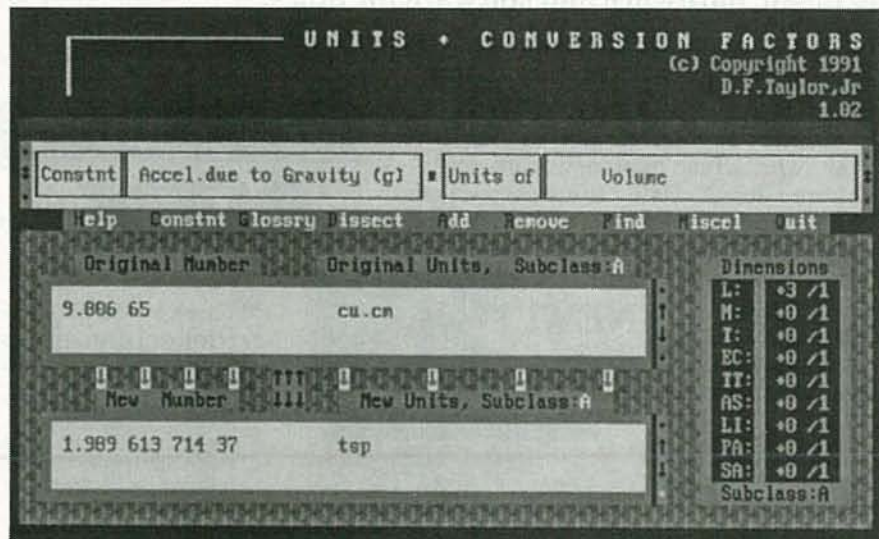 UNITS + CONVERSION FACTORS
(c) Copyright 1991
D.F.Taylor,Jr
1.02
Constnt Accel.due to Gravity (g) Units of Volume
Help Constnt Glossry Dissect Add Remove Find Miscel Quit
Original Number Original Units, Subclass:A
9.806 65 cu.cm
New Number New Units, Subclass:A
1.989 613 714 37 tsp
Dimensions
L: +3 /1
M: +0 /1
T: +0 /1
EC: +0 /1
TT: +0 /1
AS: +0 /1
LI: +0 /1
PA: +0 /1
SA: +0 /1
Subclass:A